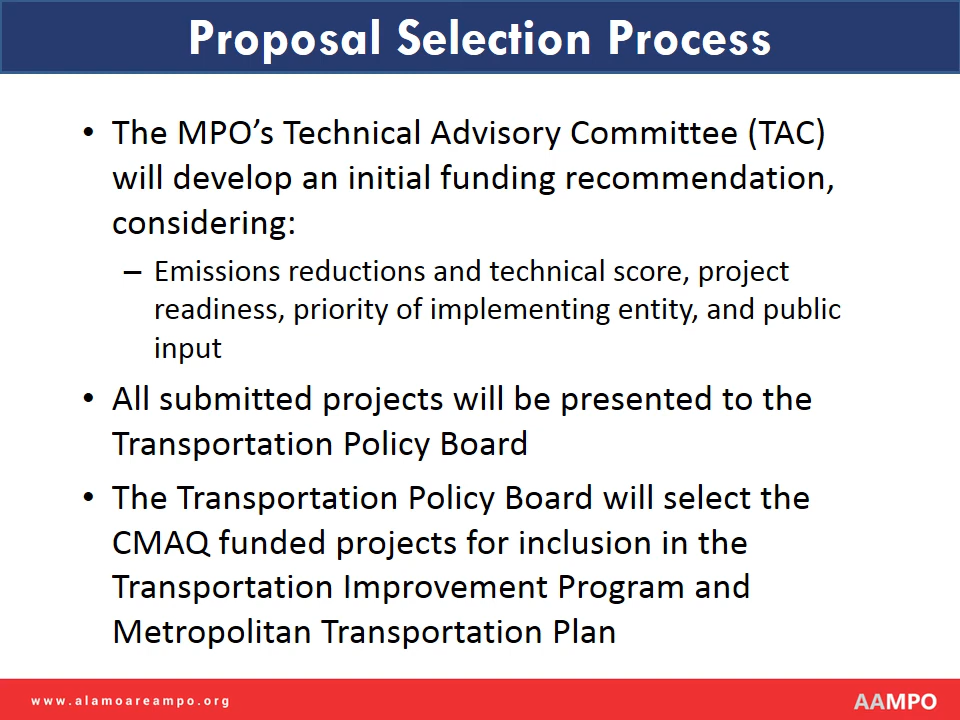 Proposal Selection Process
• The MPO’s Technical Advisory Committee (TAC)
will develop an initial funding recommendation,
considering:
– Emissions reductions and technical score, project
readiness, priority of implementing entity, and public
input
• All submitted projects will be presented to the
Transportation Policy Board
• The Transportation Policy Board will select the
CMAQ funded projects for inclusion in the
Transportation Improvement Program and
Metropolitan Transportation Plan
www.alamoareampo.org
AAMPO